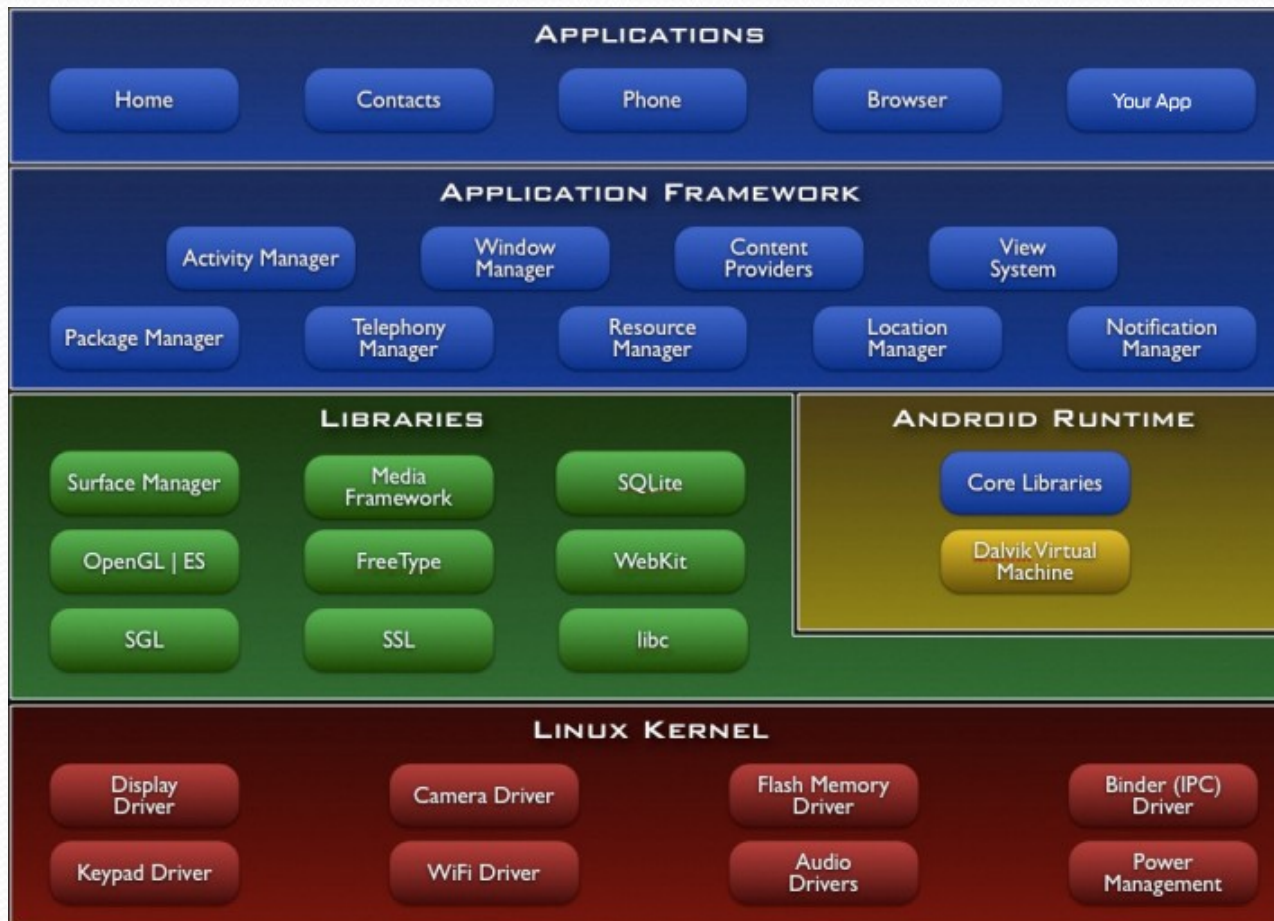 APPLICATIONS
Home
Contacts
Phone
Browser
Your App
APPLICATION FRAMEWORK
Activity Manager
Window
Manager
Content
Providers
View
System
Package Manager
Telephony
Manager
Resource
Manager
Location
Manager
Notification
Manager
LIBRARIES
Surface Manager
Media
Framework
SQLite
OpenGL | ES
FreeType
WebKit
SGL
SSL
libc
ANDROID RUNTIME
Core Libraries
Dalvik Virtual
Machine
LINUX KERNEL
Display
Driver
Camera Driver
Flash Memory
Driver
Binder (IPC)
Driver
Keypad Driver
WiFi Driver
Audio
Drivers
Power
Management